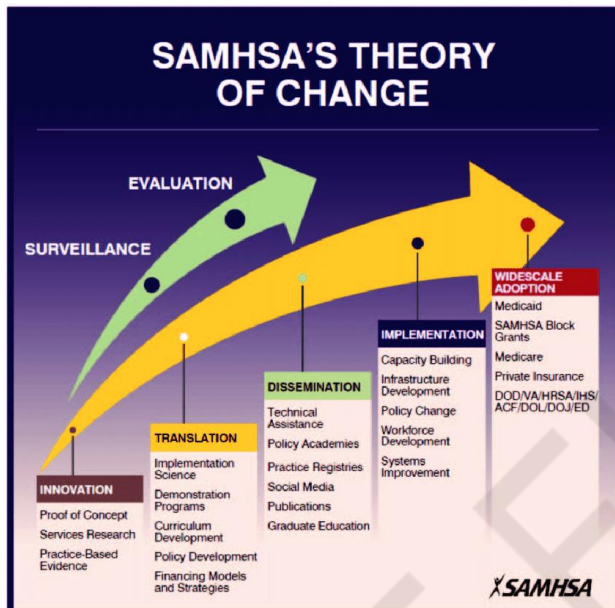 SAMHSA'S THEORY
OF CHANGE
EVALUATION
SURVEILLANCE
INNOVATION
Proof of Concept
Services Research
Practice-Based
Evidence
TRANSLATION
Implementation
Science
Demonstration
Programs
Curriculum
Development
Policy Development
Financing Models
and Strategies
DISSEMINATION
Technical
Assistance
Policy Academies
Practice Registries
Social Media
Publications
Graduate Education
IMPLEMENTATION
Capacity Building
Infrastructure
Development
Policy Change
Workforce
Development
Systems
Improvement
WIDESCALE
ADOPTION
Medicaid
SAMHSA Block
Grants
Medicare
Private Insurance
DOD/VA/HRSA/IHS/
ACF/DOL/DOJ/ED
SAMHSA